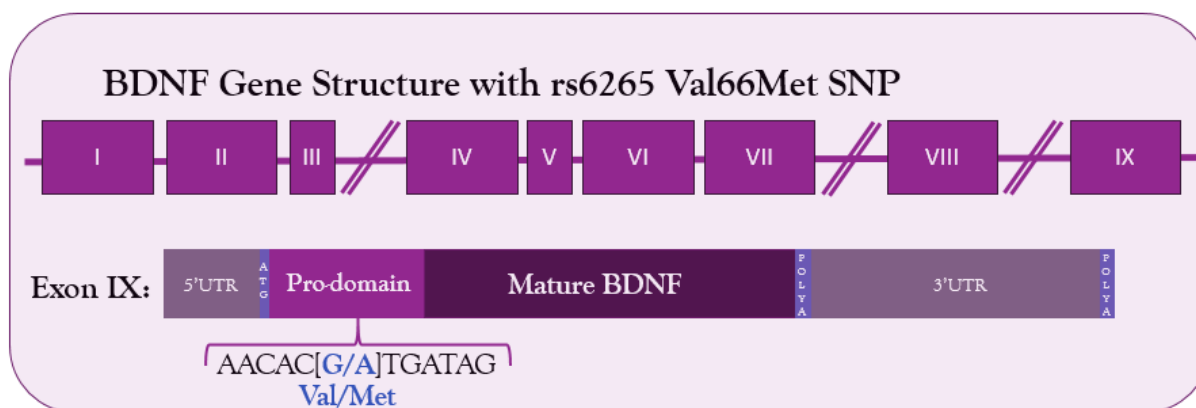 BDNF Gene Structure with rs6265 Val66Met SNP
I II III IV V VI VII VIII IX
Exon IX: 5'UTR ATG Pro-domain Mature BDNF POLYA 3'UTR POLYA
AACAC[G/A]TGATAG
Val/Met